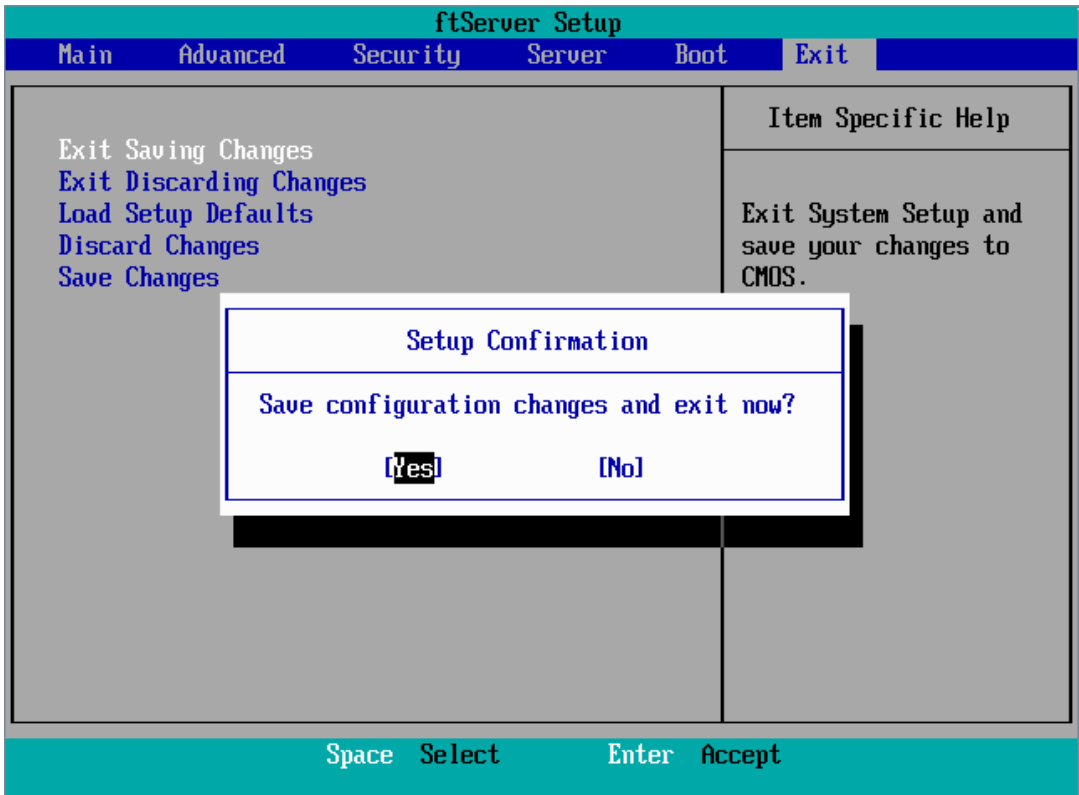 ftServer Setup
Main Advanced Security Server Boot Exit
Exit Saving Changes
Exit Discarding Changes
Load Setup Defaults
Discard Changes
Save Changes
Item Specific Help
Exit System Setup and
save your changes to
CMOS.
Setup Confirmation
Save configuration changes and exit now?
[Yes] [No]
Space Select Enter Accept